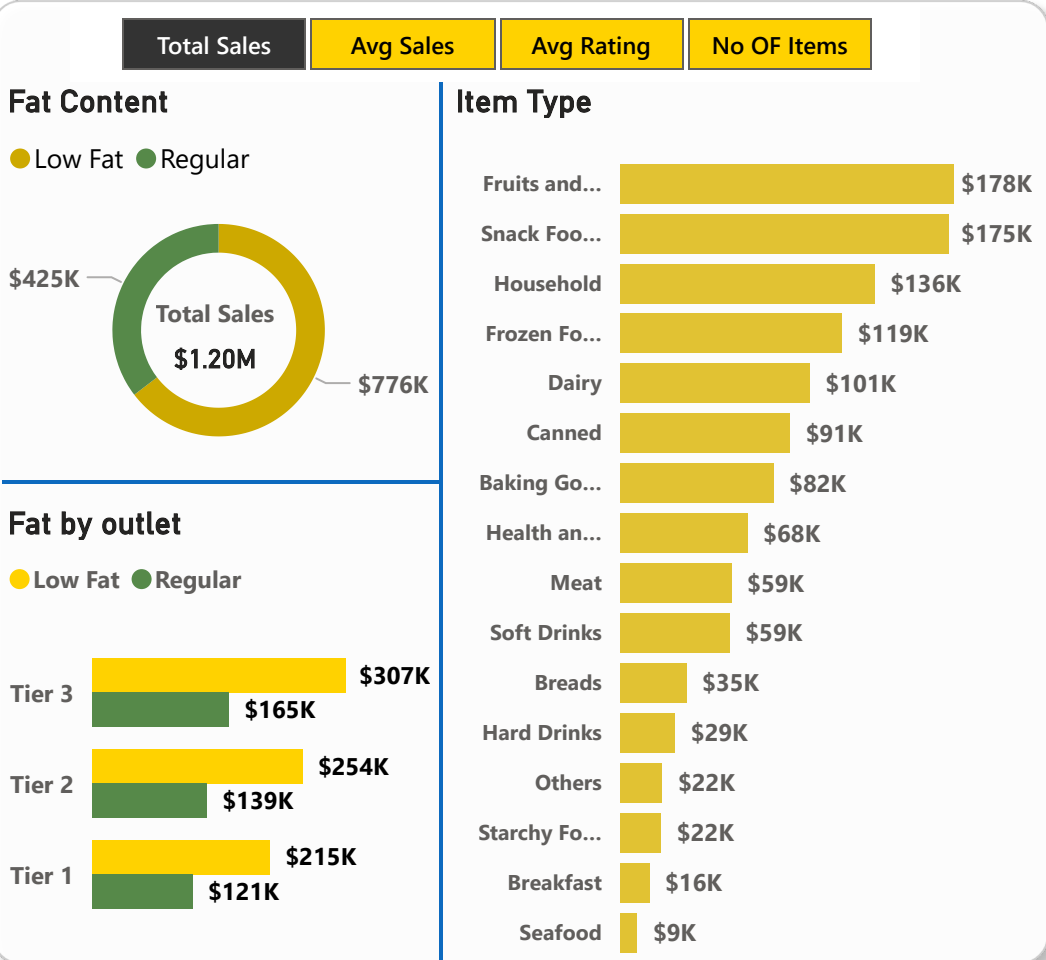 Total Sales
Avg Sales
Avg Rating
No OF Items
Fat Content
Low Fat
Regular
$425K
Total Sales
$1.20M
$776K
Fat by outlet
Low Fat
Regular
Tier 3
$307K
$165K
Tier 2
$254K
$139K
Tier 1
$215K
$121K
Item Type
Fruits and... $178K
Snack Foo... $175K
Household $136K
Frozen Fo... $119K
Dairy $101K
Canned $91K
Baking Go... $82K
Health an... $68K
Meat $59K
Soft Drinks $59K
Breads $35K
Hard Drinks $29K
Others $22K
Starchy Fo... $22K
Breakfast $16K
Seafood $9K